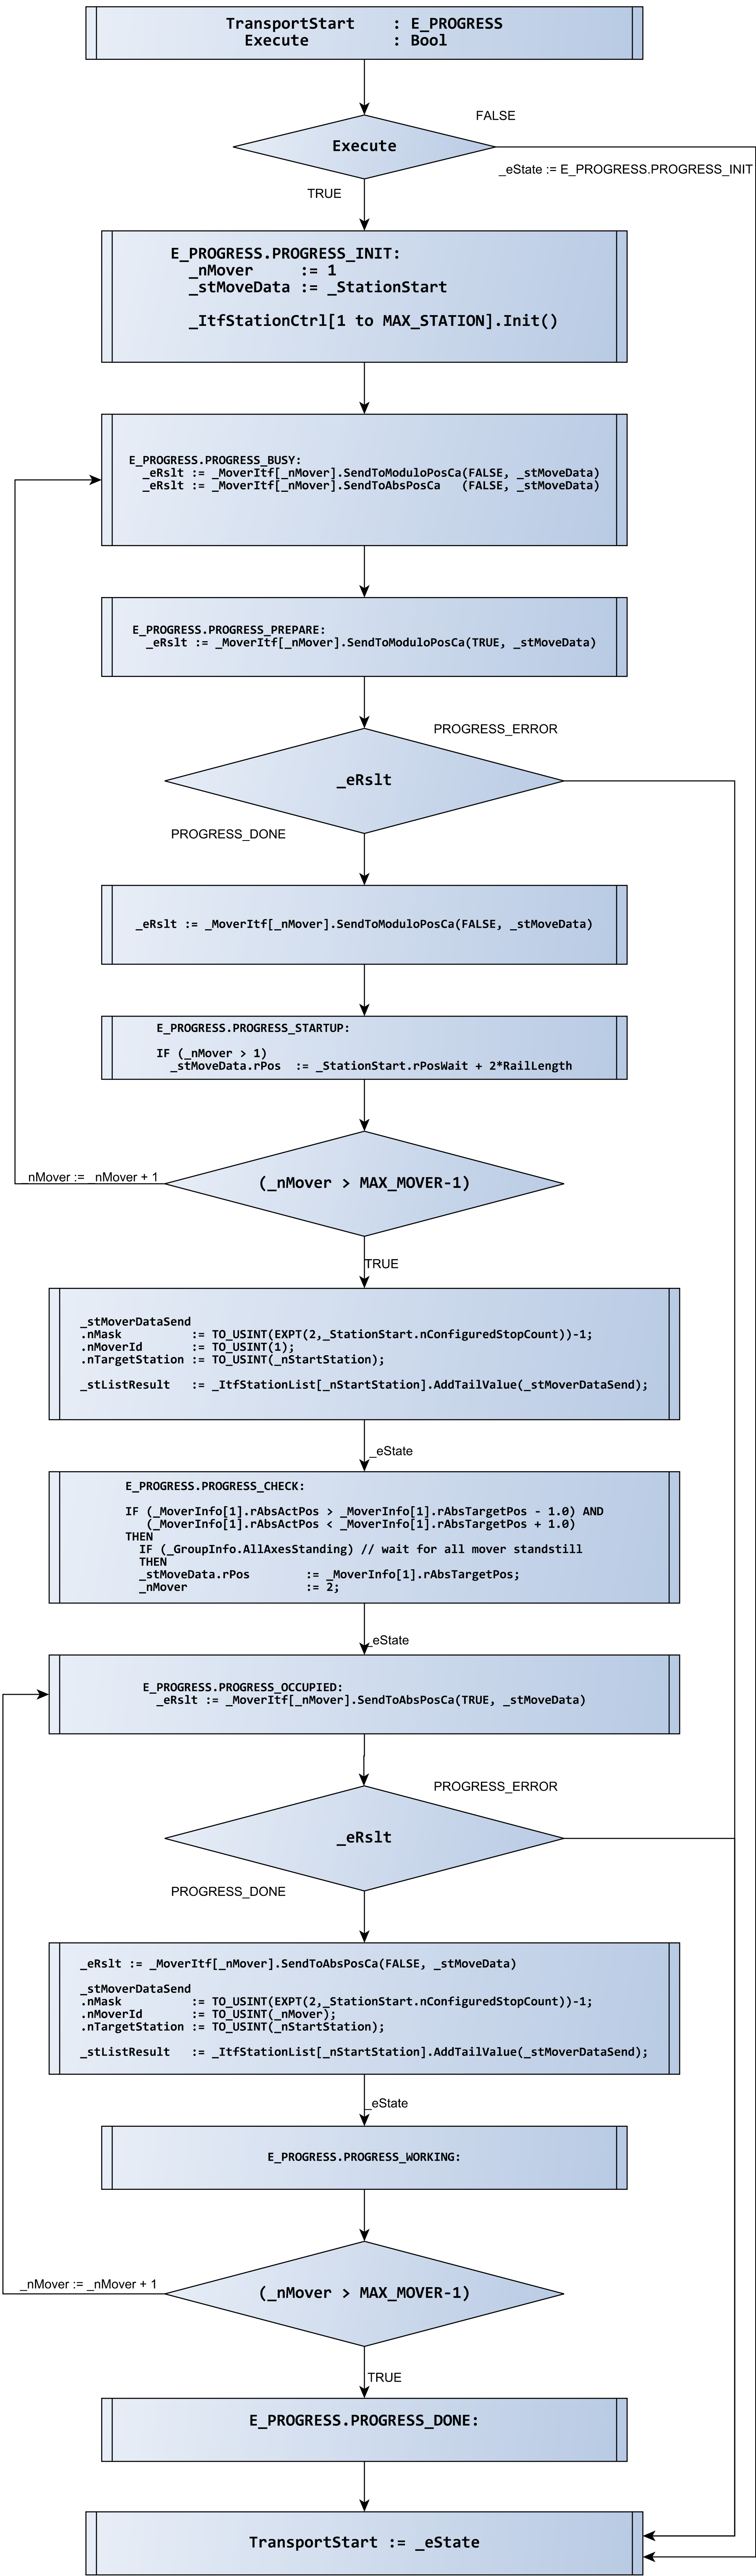 TransportStart    : E_PROGRESS
Execute         : Bool
FALSE
Execute
_eState := E_PROGRESS.PROGRESS_INIT
TRUE
E_PROGRESS.PROGRESS_INIT:
_nMover     := 1
_stMoveData := _StationStart
_ItfStationCtrl[1 to MAX_STATION].Init()
E_PROGRESS.PROGRESS_BUSY:
_eRslt := _MoverItf[_nMover].SendToModuloPosCa(FALSE, _stMoveData)
_eRslt := _MoverItf[_nMover].SendToAbsPosCa   (FALSE, _stMoveData)
E_PROGRESS.PROGRESS_PREPARE:
_eRslt := _MoverItf[_nMover].SendToModuloPosCa(TRUE, _stMoveData)
PROGRESS_ERROR
_eRslt
PROGRESS_DONE
_eRslt := _MoverItf[_nMover].SendToModuloPosCa(FALSE, _stMoveData)
E_PROGRESS.PROGRESS_STARTUP:
IF (_nMover > 1)
_stMoveData.rPos  := _StationStart.rPosWait + 2*RailLength
_nMover := _nMover + 1
(_nMover > MAX_MOVER-1)
TRUE
_stMoverDataSend
.nMask          := TO_USINT(EXPT(2,_StationStart.nConfiguredStopCount))-1;
.nMoverId       := TO_USINT(1);
.nTargetStation := TO_USINT(_nStartStation);
_stListResult   := _ItfStationList[_nStartStation].AddTailValue(_stMoverDataSend);
_eState
E_PROGRESS.PROGRESS_CHECK:
IF (_MoverInfo[1].rAbsActPos > _MoverInfo[1].rAbsTargetPos - 1.0) AND
(_MoverInfo[1].rAbsActPos < _MoverInfo[1].rAbsTargetPos + 1.0)
THEN
IF (_GroupInfo.AllAxesStanding) // wait for all mover standstill
THEN
_stMoveData.rPos        := _MoverInfo[1].rAbsTargetPos;
_nMover                 := 2;
_eState
E_PROGRESS.PROGRESS_OCCUPIED:
_eRslt := _MoverItf[_nMover].SendToAbsPosCa(TRUE, _stMoveData)
PROGRESS_ERROR
_eRslt
PROGRESS_DONE
_eRslt := _MoverItf[_nMover].SendToAbsPosCa(FALSE, _stMoveData)
_stMoverDataSend
.nMask          := TO_USINT(EXPT(2,_StationStart.nConfiguredStopCount))-1;
.nMoverId       := TO_USINT(_nMover);
.nTargetStation := TO_USINT(_nStartStation);
_stListResult   := _ItfStationList[_nStartStation].AddTailValue(_stMoverDataSend);
_eState
E_PROGRESS.PROGRESS_WORKING:
_nMover := _nMover + 1
(_nMover > MAX_MOVER-1)
TRUE
E_PROGRESS.PROGRESS_DONE:
TransportStart := _eState